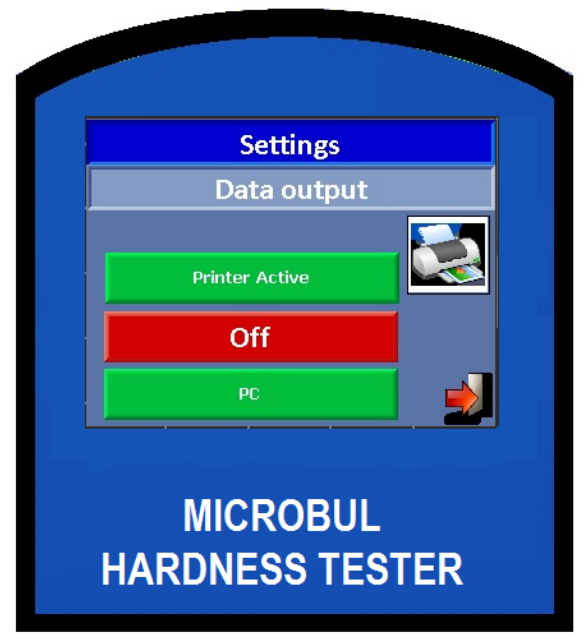 Settings
Data output
Printer Active
Off
PC
MICROBUL
HARDNESS TESTER